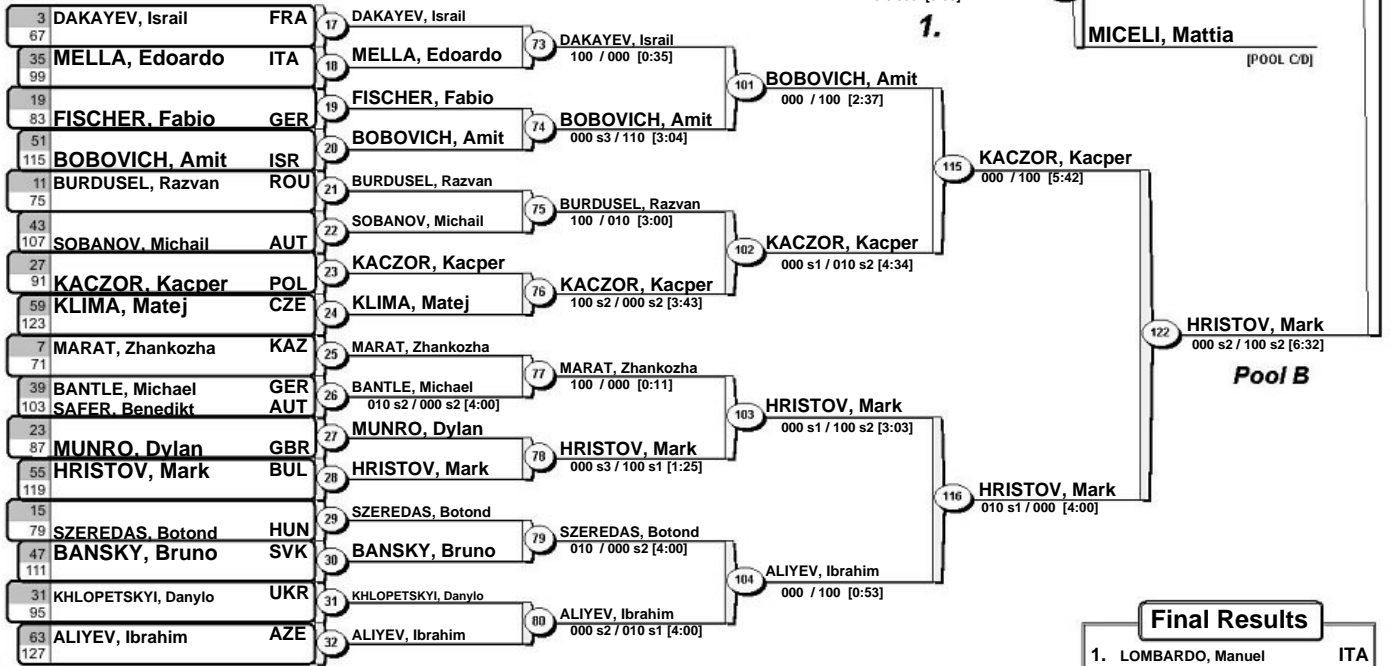 1.
MICELI, Mattia
[POOL C/D]
3 DAKAYEV, Israil FRA
67
35 MELLA, Edoardo ITA
99
19
83 FISCHER, Fabio GER
51
115 BOBOVICH, Amit ISR
11 BURDUSEL, Razvan ROU
75
43
107 SOBANOV, Michail AUT
27
91 KACZOR, Kacper POL
59 KLIMA, Matej CZE
123
7 MARAT, Zhankozha KAZ
71
39 BANTLE, Michael GER
103 SAFER, Benedikt AUT
23
87 MUNRO, Dylan GBR
55 HRISTOV, Mark BUL
119
15
79 SZEREDAS, Botond HUN
47 BANSKY, Bruno SVK
111
31 KHLOPETSKYI, Danylo UKR
95
63 ALIYEV, Ibrahim AZE
127
17 DAKAYEV, Israil
18 MELLA, Edoardo
19 FISCHER, Fabio
20 BOBOVICH, Amit
21 BURDUSEL, Razvan
22 SOBANOV, Michail
23 KACZOR, Kacper
24 KLIMA, Matej
25 MARAT, Zhankozha
26 BANTLE, Michael
010 s2 / 000 s2 [4:00]
27 MUNRO, Dylan
28 HRISTOV, Mark
29 SZEREDAS, Botond
30 BANSKY, Bruno
31 KHLOPETSKYI, Danylo
32 ALIYEV, Ibrahim
73 DAKAYEV, Israil
100 / 000 [0:35]
74 BOBOVICH, Amit
000 s3 / 110 [3:04]
75 BURDUSEL, Razvan
100 / 010 [3:00]
76 KACZOR, Kacper
100 s2 / 000 s2 [3:43]
77 MARAT, Zhankozha
100 / 000 [0:11]
78 HRISTOV, Mark
000 s3 / 100 s1 [1:25]
79 SZEREDAS, Botond
010 / 000 s2 [4:00]
80 ALIYEV, Ibrahim
000 s2 / 010 s1 [4:00]
101 BOBOVICH, Amit
000 / 100 [2:37]
102 KACZOR, Kacper
000 s1 / 010 s2 [4:34]
103 HRISTOV, Mark
000 s1 / 100 s2 [3:03]
104 ALIYEV, Ibrahim
000 / 100 [0:53]
115 KACZOR, Kacper
000 / 100 [5:42]
116 HRISTOV, Mark
010 s1 / 000 [4:00]
122 HRISTOV, Mark
000 s2 / 100 s2 [6:32]
Pool B
Final Results
1. LOMBARDO, Manuel ITA